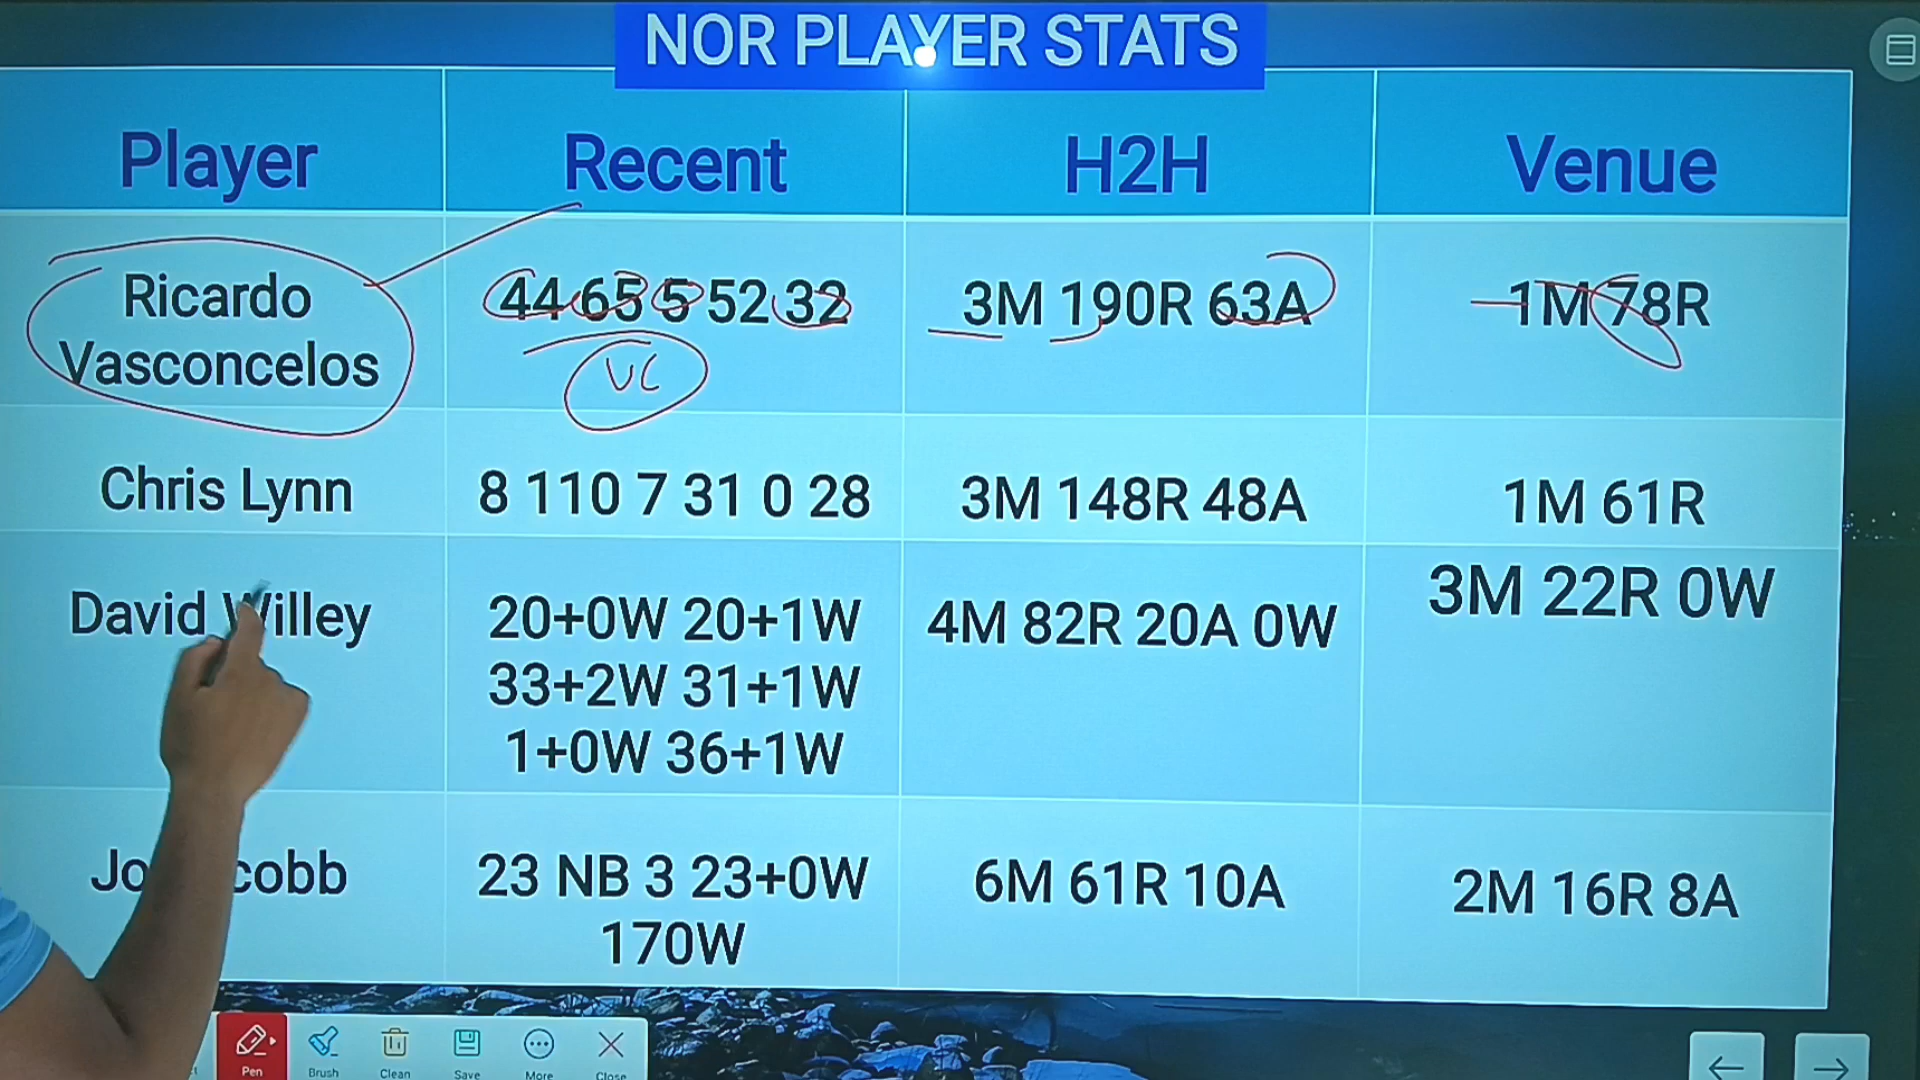 NOR PLAYER STATS
Player Recent H2H Venue
Ricardo Vasconcelos
44 65 5 52 32
3M 190R 63A
1M 78R
VC
Chris Lynn
8 110 7 31 0 28
3M 148R 48A
1M 61R
David Willey
20+0W 20+1W
33+2W 31+1W
1+0W 36+1W
4M 82R 20A 0W
3M 22R 0W
23 NB 3 23+0W
170W
6M 61R 10A
2M 16R 8A
Pen
Brush
Clean
Save
More
Close